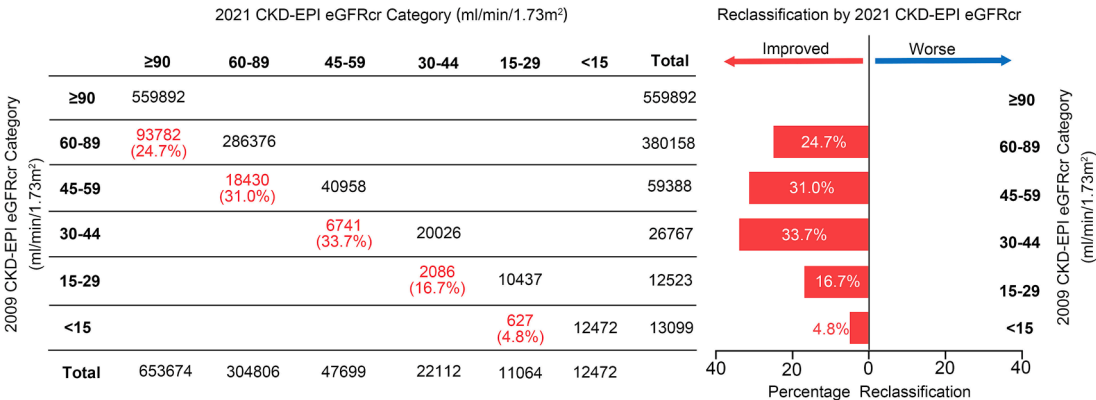 2021 CKD-EPI eGFRcr Category (ml/min/1.73m²)
≥90 60-89 45-59 30-44 15-29 <15 Total
2009 CKD-EPI eGFRcr Category
(ml/min/1.73m²)
≥90 559892 559892
60-89 93782 286376 380158
(24.7%)
45-59 18430 40958 59388
(31.0%)
30-44 6741 20026 26767
(33.7%)
15-29 2086 10437 12523
(16.7%)
<15 627 12472 13099
(4.8%)
Total 653674 304806 47699 22112 11064 12472
Reclassification by 2021 CKD-EPI eGFRcr
Improved Worse
≥90
24.7% 60-89
31.0% 45-59
33.7% 30-44
16.7% 15-29
4.8% <15
2009 CKD-EPI eGFRcr Category
(ml/min/1.73m²)
40 20 0 20 40
Percentage Reclassification